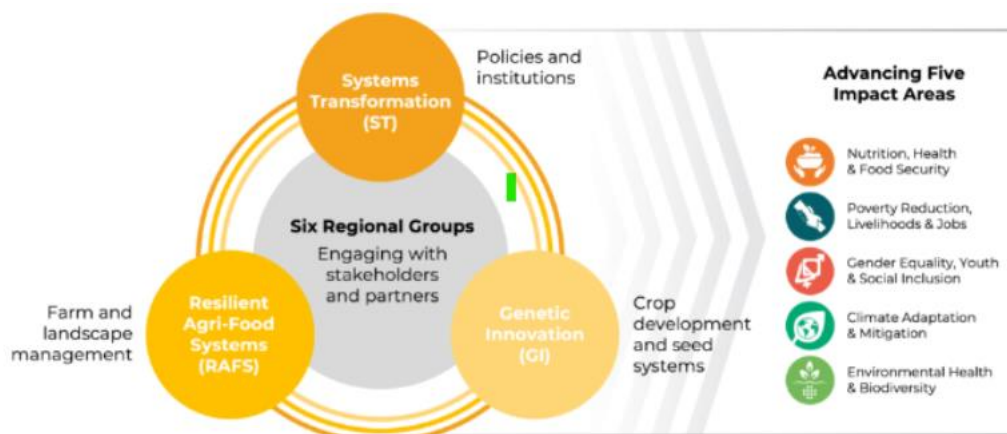 Systems
Transformation
(ST)
Policies and
institutions
Six Regional Groups
Engaging with
stakeholders
and partners
Farm and
landscape
management
Resilient
Agri-Food
Systems
(RAFS)
Genetic
Innovation
(GI)
Crop
development
and seed
systems
Advancing Five
Impact Areas
Nutrition, Health
& Food Security
Poverty Reduction,
Livelihoods & Jobs
Gender Equality, Youth
& Social Inclusion
Climate Adaptation
& Mitigation
Environmental Health
& Biodiversity